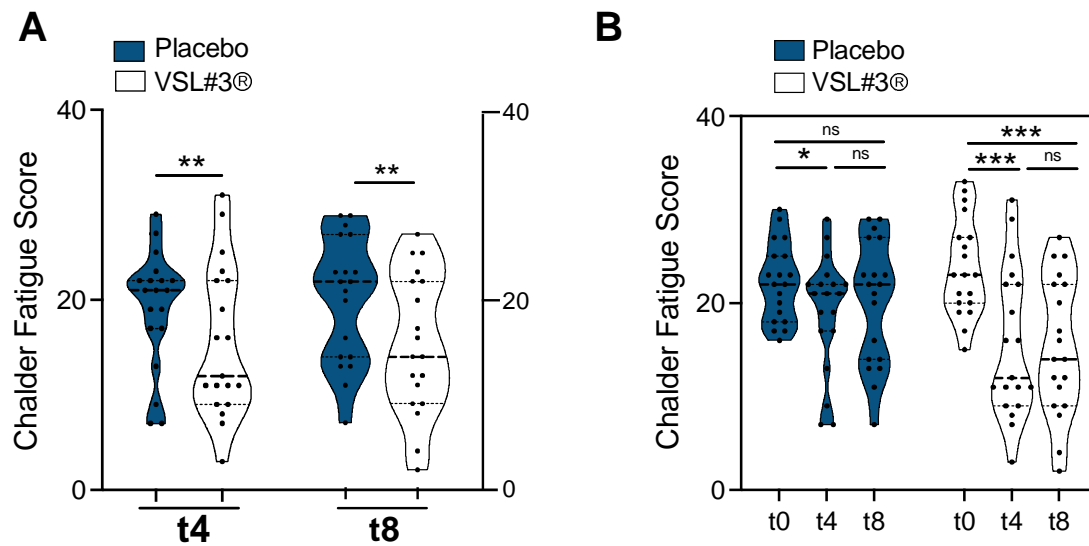 A
Placebo
VSL#3®
Chalder Fatigue Score
40
20
0
**
**
40
20
0
t4
t8
B
Placebo
VSL#3®
Chalder Fatigue Score
40
20
0
ns
*
ns
***
***
ns
t0
t4
t8
t0
t4
t8